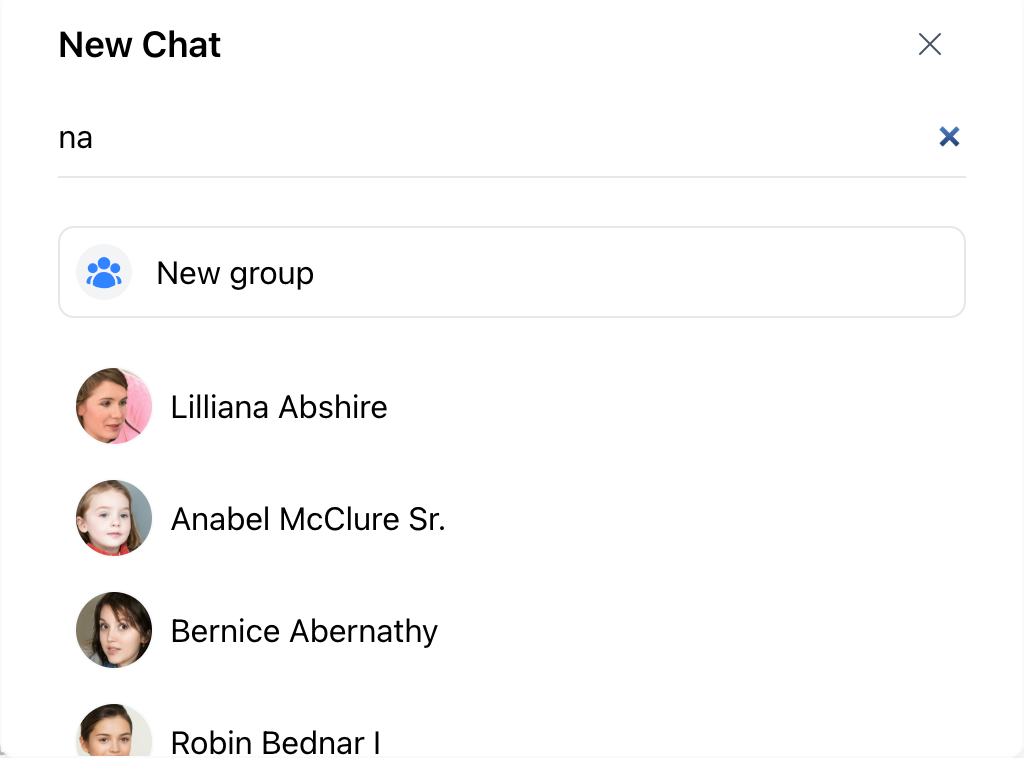 New Chat
na
New group
Lilliana Abshire
Anabel McClure Sr.
Bernice Abernathy
Robin Bednar I